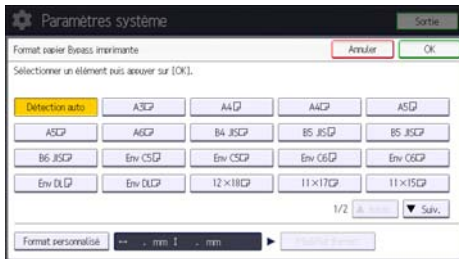 Paramètres système
Sortie
Format papier Bypass imprimante
Annuler
OK
Sélectionner un élément puis appuyer sur [OK].
Détection auto
A3
A4
A4
A5
A5
A6
B4 JIS
B5 JIS
B5 JIS
B6 JIS
Env C5
Env C5
Env C6
Env C6
Env DL
Env DL
12×18
11×17
11×15
1/2
▲
▼ Suiv.
Format personnalisé
-- . mm
. mm
▶